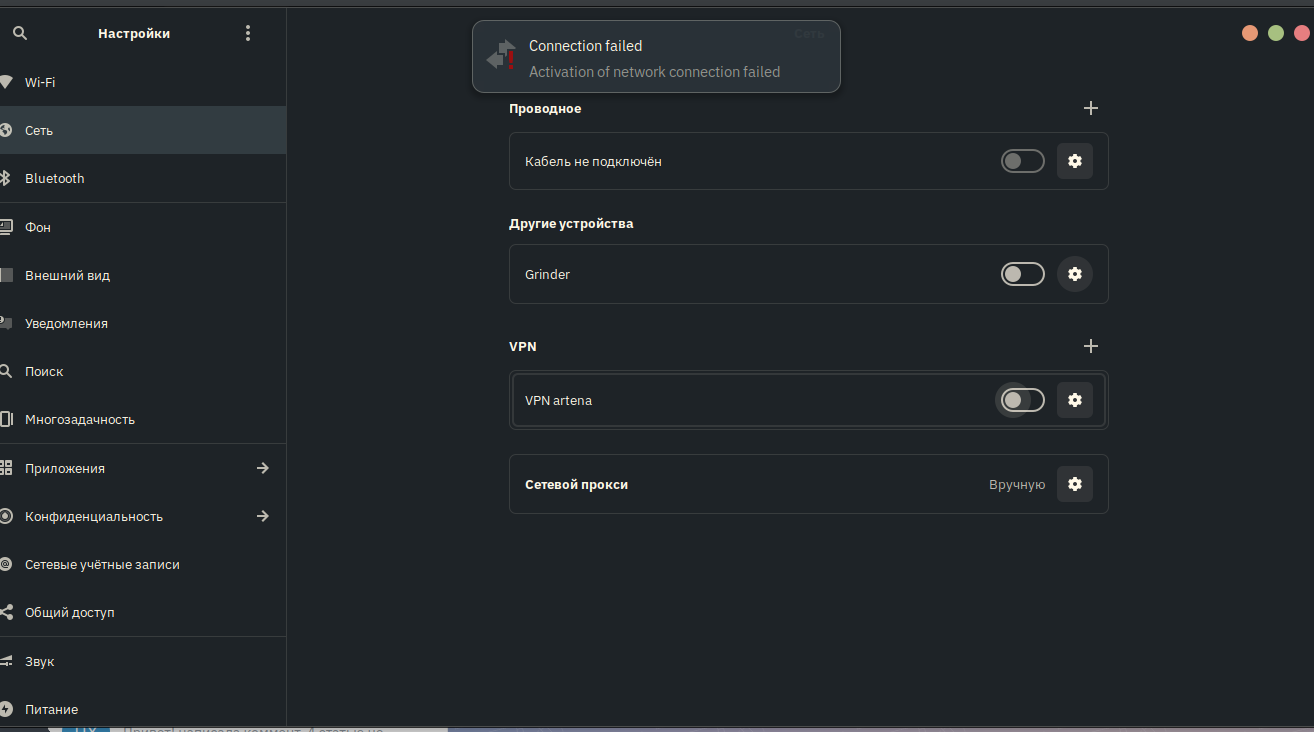 Настройки
Wi-Fi
Сеть
Bluetooth
Фон
Внешний вид
Уведомления
Поиск
Многозадачность
Приложения
Конфиденциальность
Сетевые учётные записи
Общий доступ
Звук
Питание
Сеть
Connection failed
Activation of network connection failed
Проводное
Кабель не подключён
Другие устройства
Grinder
VPN
VPN artena
Сетевой прокси
Вручную